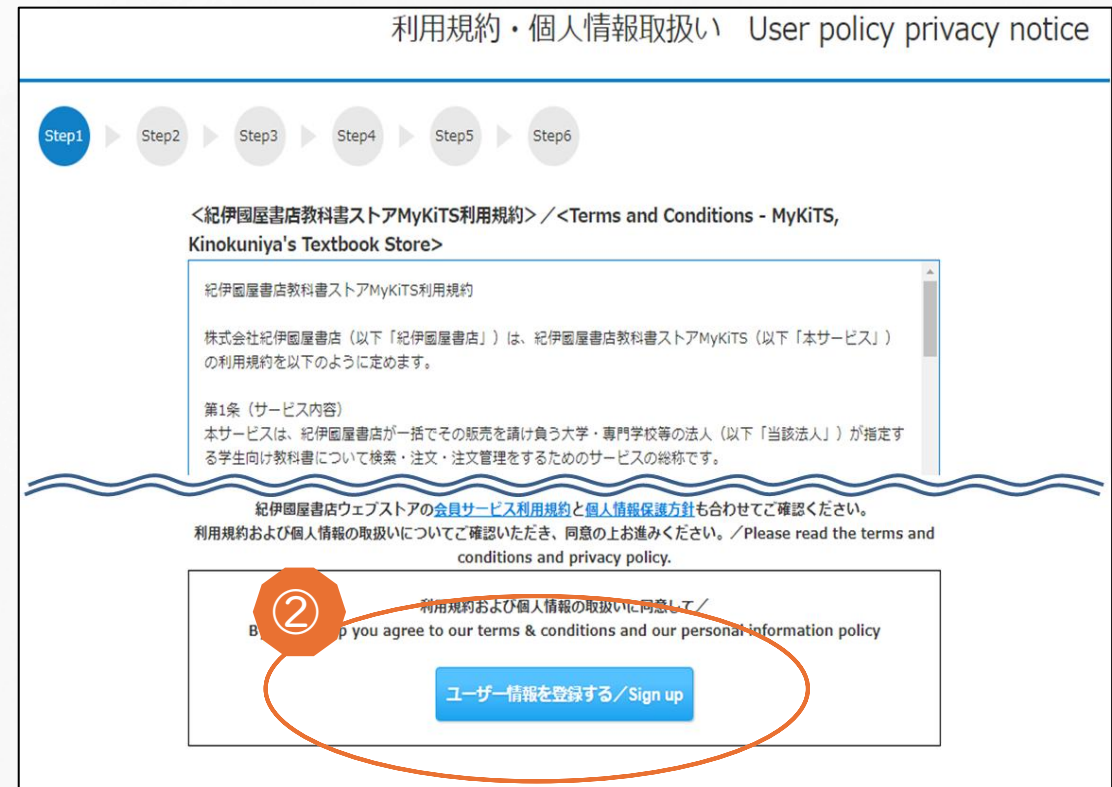 利用規約・個人情報取扱い　User policy privacy notice
Step1 Step2 Step3 Step4 Step5 Step6
＜紀伊國屋書店教科書ストアMyKiTS利用規約＞／<Terms and Conditions - MyKiTS,
Kinokuniya's Textbook Store>
紀伊國屋書店教科書ストアMyKiTS利用規約
株式会社紀伊國屋書店（以下「紀伊國屋書店」）は、紀伊國屋書店教科書ストアMyKiTS（以下「本サービス」）
の利用規約を以下のように定めます。
第1条（サービス内容）
本サービスは、紀伊國屋書店が一括でその販売を請け負う大学・専門学校等の法人（以下「当該法人」）が指定す
る学生向け教科書について検索・注文・注文管理をするためのサービスの総称です。
紀伊國屋書店ウェブストアの会員サービス利用規約と個人情報保護方針も合わせてご確認ください。
利用規約および個人情報の取扱いについてご確認いただき、同意の上お進みください。／Please read the terms and
conditions and privacy policy.
②
利用規約および個人情報の取扱いに同意して／
you agree to our terms & conditions and our personal information policy
ユーザー情報を登録する／Sign up